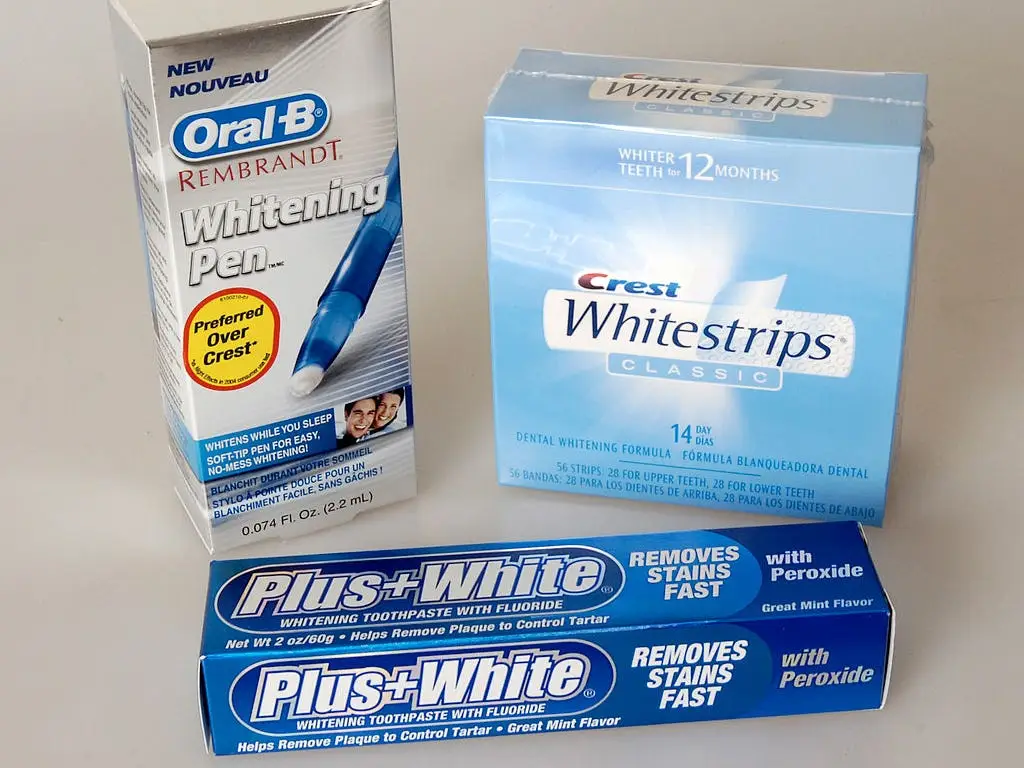 NEW
NOUVEAU
Oral-B®
REMBRANDT®
Whitening
Pen TM/MC
Preferred
Over
Crest*
WHITENS WHILE YOU SLEEP
SOFT-TIP PEN FOR EASY,
NO-MESS WHITENING!
BLANCHIT DURANT VOTRE SOMMEIL
STYLO À POINTE DOUCE POUR UN
BLANCHIMENT FACILE, SANS GÂCHIS !
0.074 Fl. Oz. (2.2 mL)
Crest
Whitestrips
CLASSIC
WHITER
TEETH for 12 MONTHS
Crest
Whitestrips®
CLASSIC
14 DAY
DÍAS
DENTAL WHITENING FORMULA FÓRMULA BLANQUEADORA DENTAL
56 STRIPS: 28 FOR UPPER TEETH, 28 FOR LOWER TEETH
56 BANDAS: 28 PARA LOS DIENTES DE ARRIBA, 28 PARA LOS DIENTES DE ABAJO
Plus+White®
WHITENING TOOTHPASTE WITH FLUORIDE
Net Wt 2 oz/60g • Helps Remove Plaque to Control Tartar
REMOVES
STAINS
FAST
with
Peroxide
Great Mint Flavor
Plus+White®
WHITENING TOOTHPASTE WITH FLUORIDE
Helps Remove Plaque to Control Tartar • Great Mint Flavor
REMOVES
STAINS
FAST
with
Peroxide